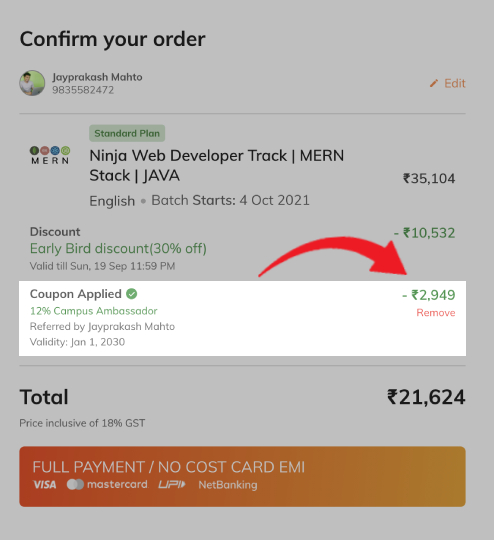 Confirm your order
Jayprakash Mahto
9835582472
Edit
Standard Plan
MERN
Ninja Web Developer Track | MERN
Stack | JAVA
₹35,104
English • Batch Starts: 4 Oct 2021
Discount
- ₹10,532
Early Bird discount(30% off)
Valid till Sun, 19 Sep 11:59 PM
Coupon Applied
- ₹2,949
12% Campus Ambassador
Remove
Referred by Jayprakash Mahto
Validity: Jan 1, 2030
Total
₹21,624
Price inclusive of 18% GST
FULL PAYMENT / NO COST CARD EMI
VISA mastercard UPI NetBanking